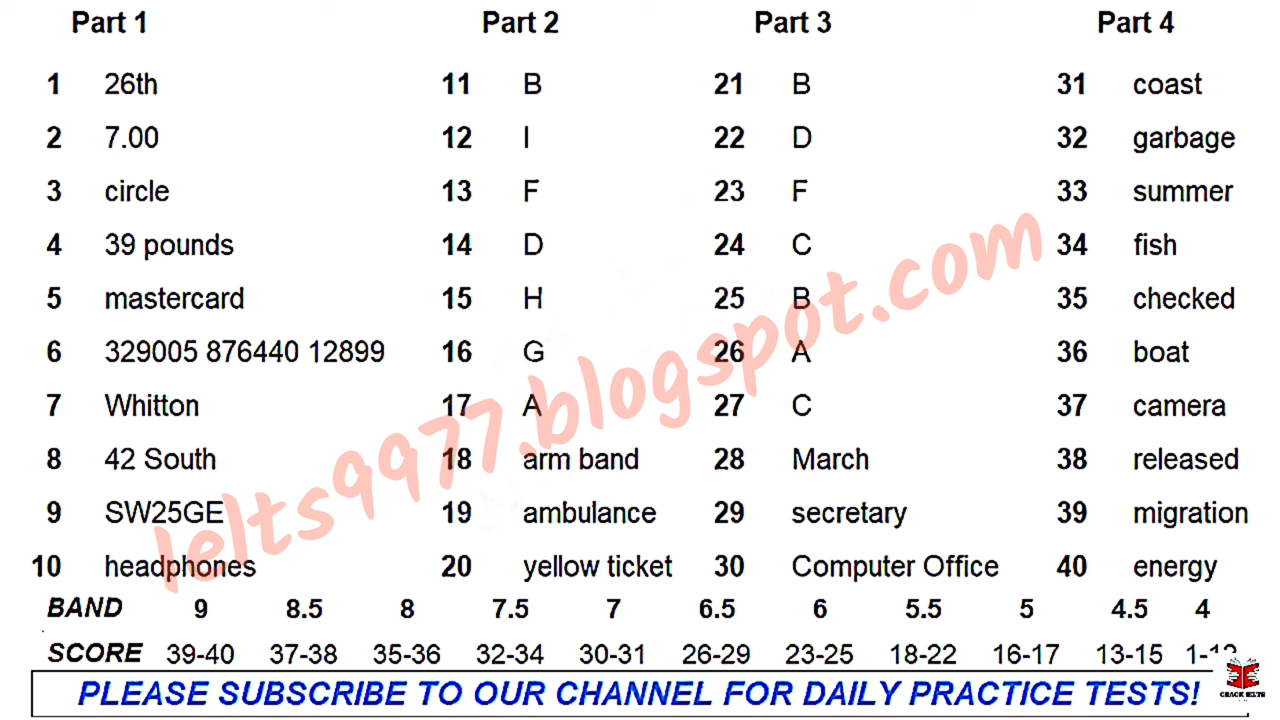 Part 1 Part 2 Part 3 Part 4
1 26th 11 B 21 B 31 coast
2 7.00 12 I 22 D 32 garbage
3 circle 13 F 23 F 33 summer
4 39 pounds 14 D 24 C 34 fish
5 mastercard 15 H 25 B 35 checked
6 329005 876440 12899 16 G 26 A 36 boat
7 Whitton 17 A 27 C 37 camera
8 42 South 18 arm band 28 March 38 released
9 SW25GE 19 ambulance 29 secretary 39 migration
10 headphones 20 yellow ticket 30 Computer Office 40 energy
BAND 9 8.5 8 7.5 7 6.5 6 5.5 5 4.5 4
SCORE 39-40 37-38 35-36 32-34 30-31 26-29 23-25 18-22 16-17 13-15
PLEASE SUBSCRIBE TO OUR CHANNEL FOR DAILY PRACTICE TESTS!
CRACK IELTS
Ielts9977.blogspot.com